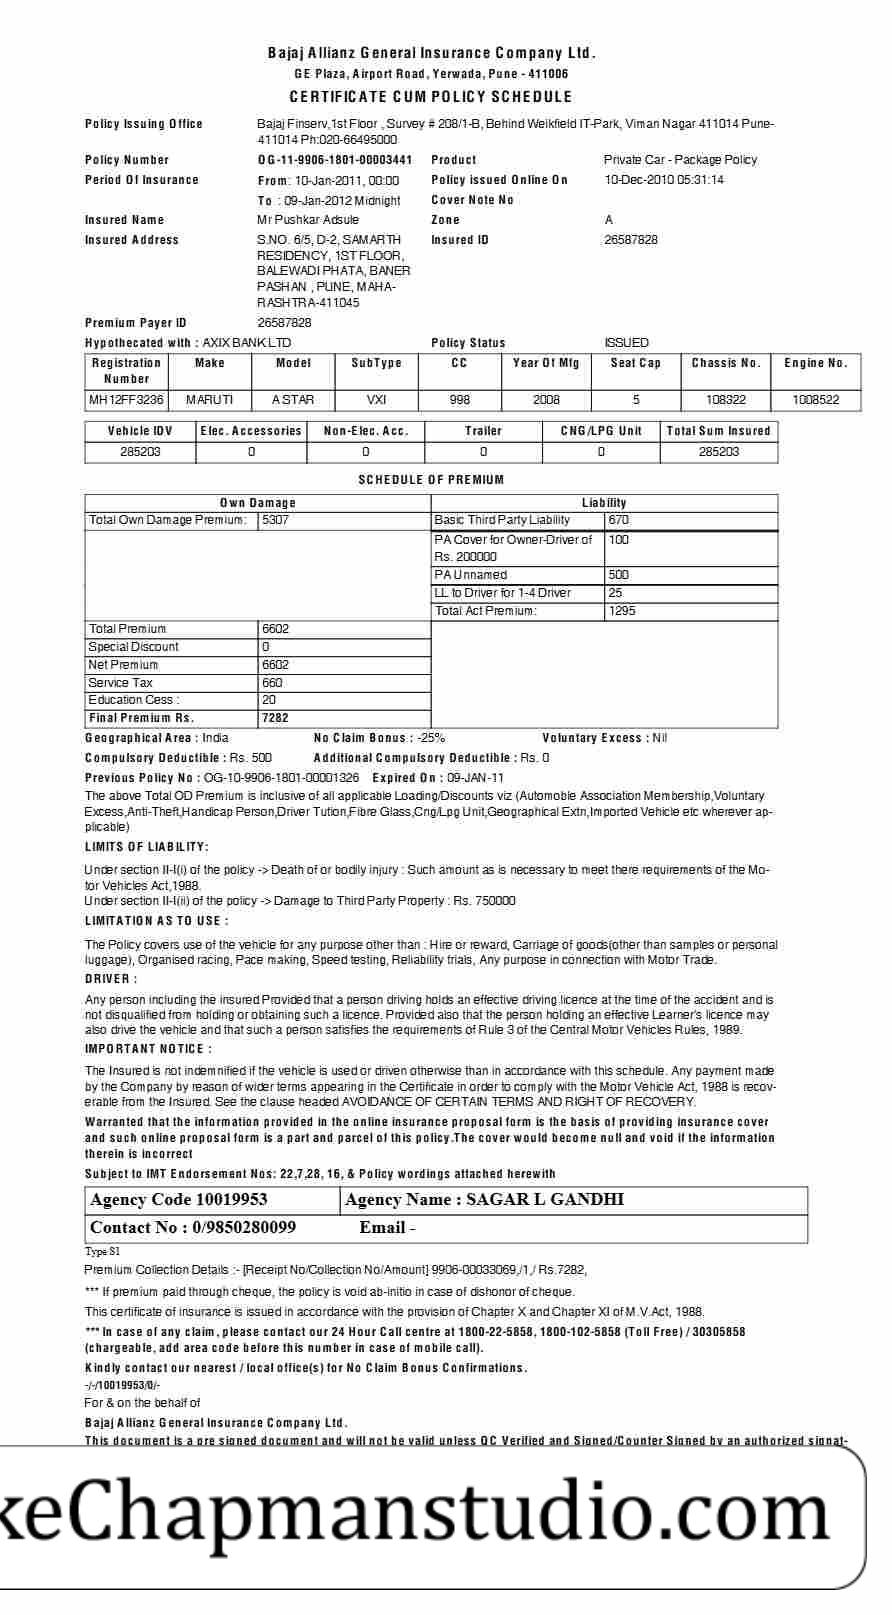 Bajaj Allianz General Insurance Company Ltd.
GE Plaza, Airport Road, Yerwada, Pune - 411006
CERTIFICATE CUM POLICY SCHEDULE
Policy Issuing Office Bajaj Finserv,1st Floor , Survey # 208/1-B, Behind Weikfield IT-Park, Viman Nagar 411014 Pune-
411014 Ph:020-66495000
Policy Number OG-11-9906-1801-00003441 Product Private Car - Package Policy
Period Of Insurance From: 10-Jan-2011, 00:00 Policy issued Online On 10-Dec-2010 05:31:14
To : 09-Jan-2012 Midnight Cover Note No
Insured Name Mr Pushkar Adsule Zone A
Insured Address S.NO. 6/5, D-2, SAMARTH Insured ID 26587828
RESIDENCY, 1ST FLOOR,
BALEWADI PHATA, BANER
PASHAN , PUNE, MAHA-
RASHTRA-411045
Premium Payer ID 26587828
Hypothecated with : AXIX BANK LTD Policy Status ISSUED
Registration Make Model SubType CC Year Of Mfg Seat Cap Chassis No. Engine No.
Number
MH12FF3236 MARUTI A STAR VXI 998 2008 5 108322 1008522
Vehicle IDV Elec. Accessories Non-Elec. Acc. Trailer CNG/LPG Unit Total Sum Insured
285203 0 0 0 0 285203
SCHEDULE OF PREMIUM
Own Damage Liability
Total Own Damage Premium: 5307 Basic Third Party Liability 670
PA Cover for Owner-Driver of 100
Rs. 200000
PA Unnamed 500
LL to Driver for 1-4 Driver 25
Total Act Premium: 1295
Total Premium 6602
Special Discount 0
Net Premium 6602
Service Tax 660
Education Cess : 20
Final Premium Rs. 7282
Geographical Area : India No Claim Bonus : -25% Voluntary Excess : Nil
Compulsory Deductible : Rs. 500 Additional Compulsory Deductible : Rs. 0
Previous Policy No : OG-10-9906-1801-00001326 Expired On : 09-JAN-11
The above Total OD Premium is inclusive of all applicable Loading/Discounts viz (Automoble Association Membership,Voluntary
Excess,Anti-Theft,Handicap Person,Driver Tution,Fibre Glass,Cng/Lpg Unit,Geographical Extn,Imported Vehicle etc wherever ap-
plicable)
LIMITS OF LIABILITY:
Under section II-I(i) of the policy -> Death of or bodily injury : Such amount as is necessary to meet there requirements of the Mo-
tor Vehicles Act,1988.
Under section II-I(ii) of the policy -> Damage to Third Party Property : Rs. 750000
LIMITATION AS TO USE :
The Policy covers use of the vehicle for any purpose other than : Hire or reward, Carriage of goods(other than samples or personal
luggage), Organised racing, Pace making, Speed testing, Reliability trials, Any purpose in connection with Motor Trade.
DRIVER :
Any person including the insured Provided that a person driving holds an effective driving licence at the time of the accident and is
not disqualified from holding or obtaining such a licence. Provided also that the person holding an effective Learner's licence may
also drive the vehicle and that such a person satisfies the requirements of Rule 3 of the Central Motor Vehicles Rules, 1989.
IMPORTANT NOTICE :
The Insured is not indemnified if the vehicle is used or driven otherwise than in accordance with this schedule. Any payment made
by the Company by reason of wider terms appearing in the Certificate in order to comply with the Motor Vehicle Act, 1988 is recov-
erable from the Insured. See the clause headed AVOIDANCE OF CERTAIN TERMS AND RIGHT OF RECOVERY.
Warranted that the information provided in the online insurance proposal form is the basis of providing insurance cover
and such online proposal form is a part and parcel of this policy.The cover would become null and void if the information
therein is incorrect
Subject to IMT Endorsement Nos: 22,7,28, 16, & Policy wordings attached herewith
Agency Code 10019953 Agency Name : SAGAR L GANDHI
Contact No : 0/9850280099 Email -
Type S1
Premium Collection Details :- [Receipt No/Collection No/Amount] 9906-00033069,/1,/ Rs.7282,
*** If premium paid through cheque, the policy is void ab-initio in case of dishonor of cheque.
This certificate of insurance is issued in accordance with the provision of Chapter X and Chapter XI of M.V.Act, 1988.
*** In case of any claim, please contact our 24 Hour Call centre at 1800-22-5858, 1800-102-5858 (Toll Free) / 30305858
(chargeable, add area code before this number in case of mobile call).
Kindly contact our nearest / local office(s) for No Claim Bonus Confirmations.
-/-/10019953/0/-
For & on the behalf of
Bajaj Allianz General Insurance Company Ltd.
This document is a pre signed document and will not be valid unless QC Verified and Signed/Counter Signed by an authorized signat-
keChapmanstudio.com